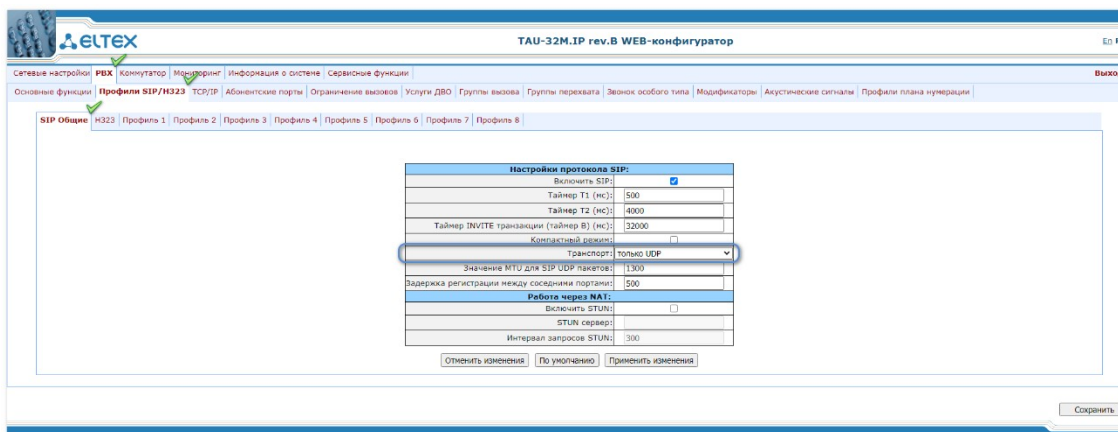 ELTEX
TAU-32M.IP rev.B WEB-конфигуратор
En
Сетевые настройки PBX Коммутатор Мониторинг Информация о системе Сервисные функции
Основные функции Профили SIP/H323 TCP/IP Абонентские порты Ограничение вызовов Услуги ДВО Группы вызова Группы перехвата Звонок особого типа Модификаторы Акустические сигналы Профили плана нумерации
SIP Общие H323 Профиль 1 Профиль 2 Профиль 3 Профиль 4 Профиль 5 Профиль 6 Профиль 7 Профиль 8
Настройки протокола SIP:
Включить SIP:
Таймер T1 (мс): 500
Таймер T2 (мс): 4000
Таймер INVITE транзакции (таймер B) (мс): 32000
Компактный режим:
Транспорт: только UDP
Значение MTU для SIP UDP пакетов: 1300
Задержка регистрации между соседними портами: 500
Работа через NAT:
Включить STUN:
STUN сервер:
Интервал запросов STUN: 300
Отменить изменения По умолчанию Применить изменения
Сохранить